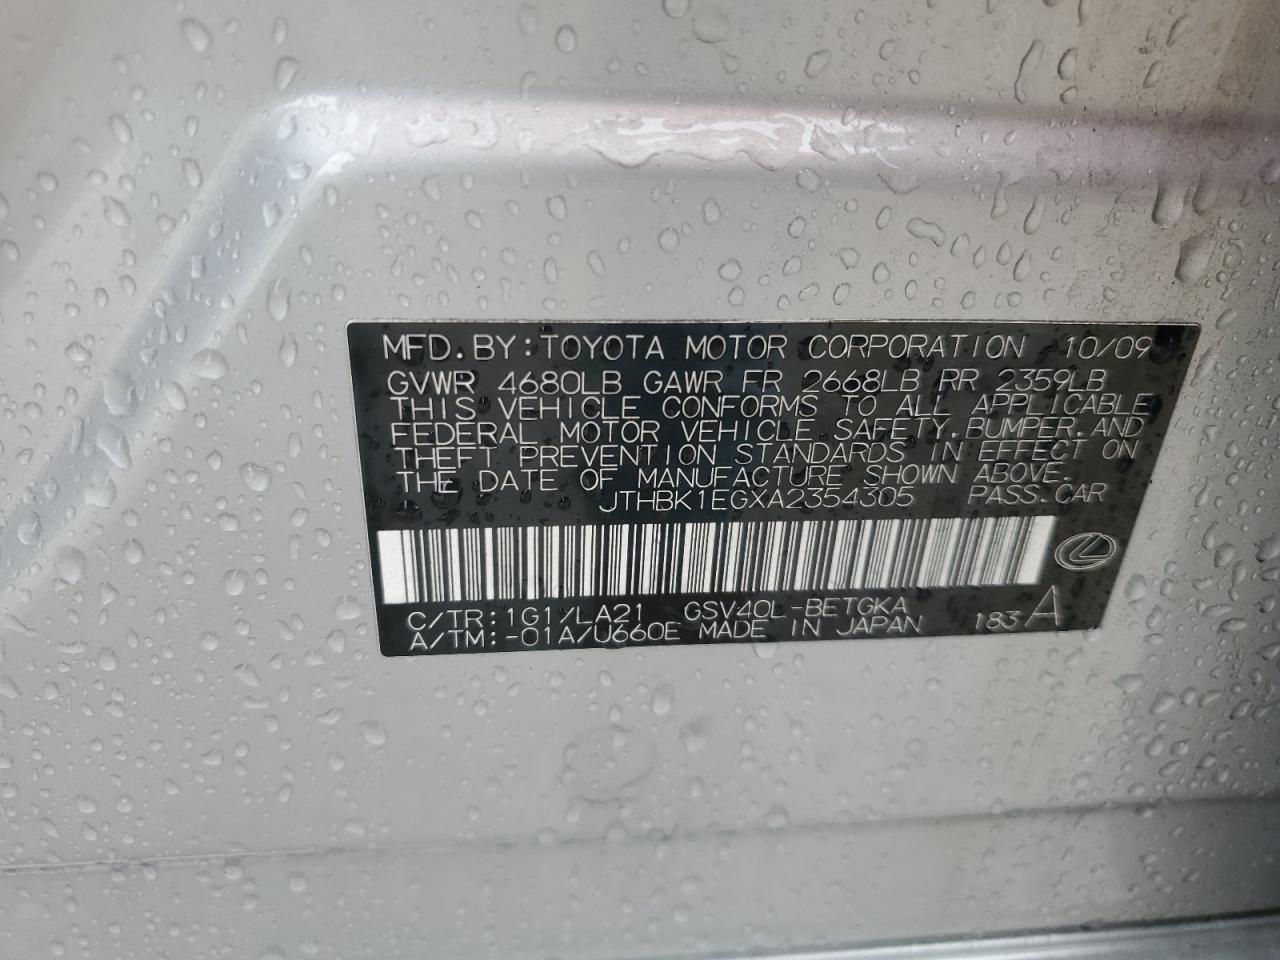 MFD. BY: TOYOTA MOTOR CORPORATION 10/09
GVWR 4680LB GAWR FR 2668LB RR 2359LB
THIS VEHICLE CONFORMS TO ALL APPLICABLE
FEDERAL MOTOR VEHICLE SAFETY, BUMPER, AND
THEFT PREVENTION STANDARDS IN EFFECT ON
THE DATE OF MANUFACTURE SHOWN ABOVE.
JTHBK1EGXA2354305 PASS. CAR
C/TR: 1G1/LA21 GSV40L-BETGKA
A/TM: -01A/U660E MADE IN JAPAN 183 A